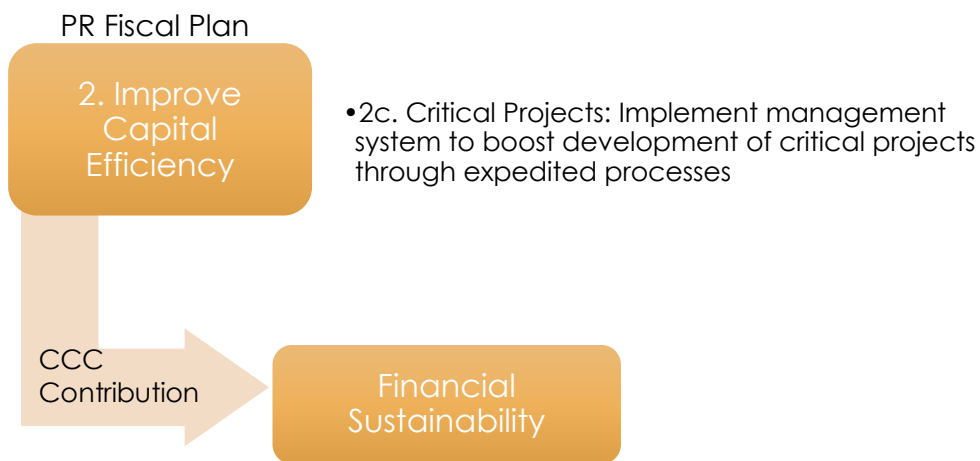 PR Fiscal Plan
2. Improve
Capital
Efficiency
•2c. Critical Projects: Implement management
system to boost development of critical projects
through expedited processes
CCC
Contribution
Financial
Sustainability